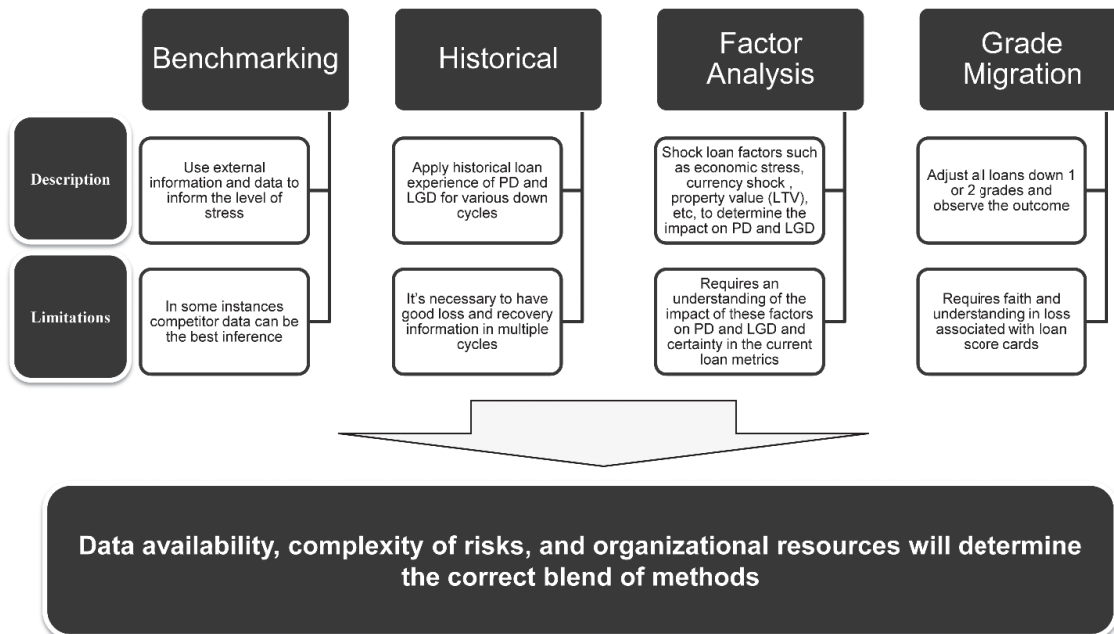 Benchmarking
Historical
Factor
Analysis
Grade
Migration
Description
Use external
information and data to
inform the level of
stress
Apply historical loan
experience of PD and
LGD for various down
cycles
Shock loan factors such
as economic stress,
currency shock ,
property value (LTV),
etc, to determine the
impact on PD and LGD
Adjust all loans down 1
or 2 grades and
observe the outcome
Limitations
In some instances
competitor data can be
the best inference
It's necessary to have
good loss and recovery
information in multiple
cycles
Requires an
understanding of the
impact of these factors
on PD and LGD and
certainty in the current
loan metrics
Requires faith and
understanding in loss
associated with loan
score cards
Data availability, complexity of risks, and organizational resources will determine
the correct blend of methods